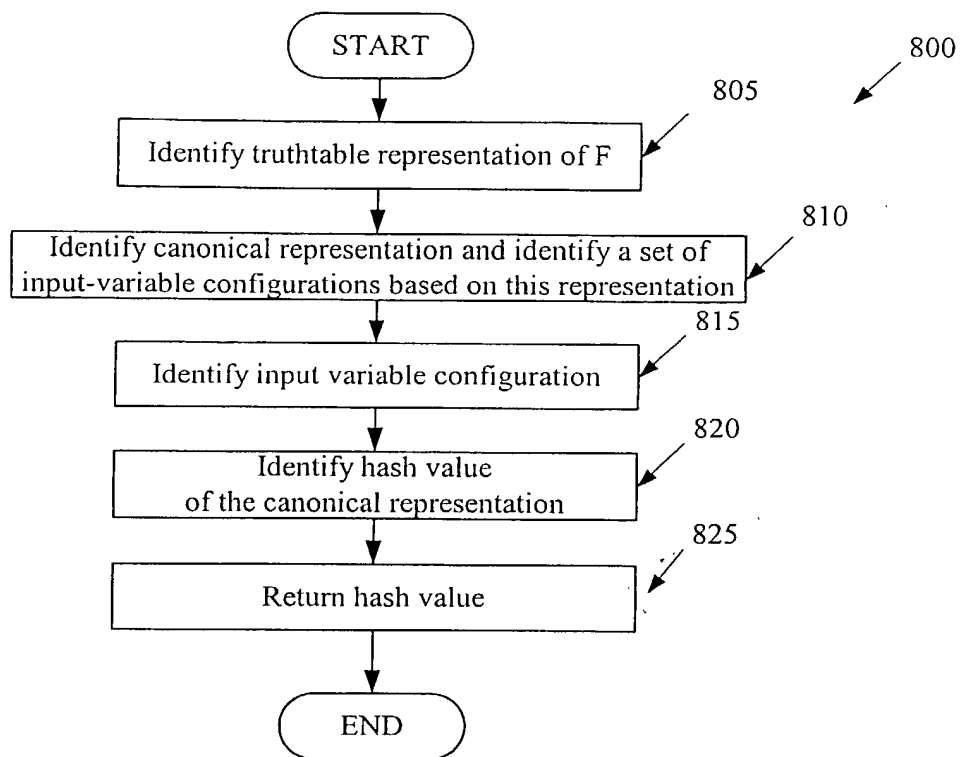 START
800
805
Identify truthtable representation of F
810
Identify canonical representation and identify a set of
input-variable configurations based on this representation
815
Identify input variable configuration
820
Identify hash value
of the canonical representation
825
Return hash value
END